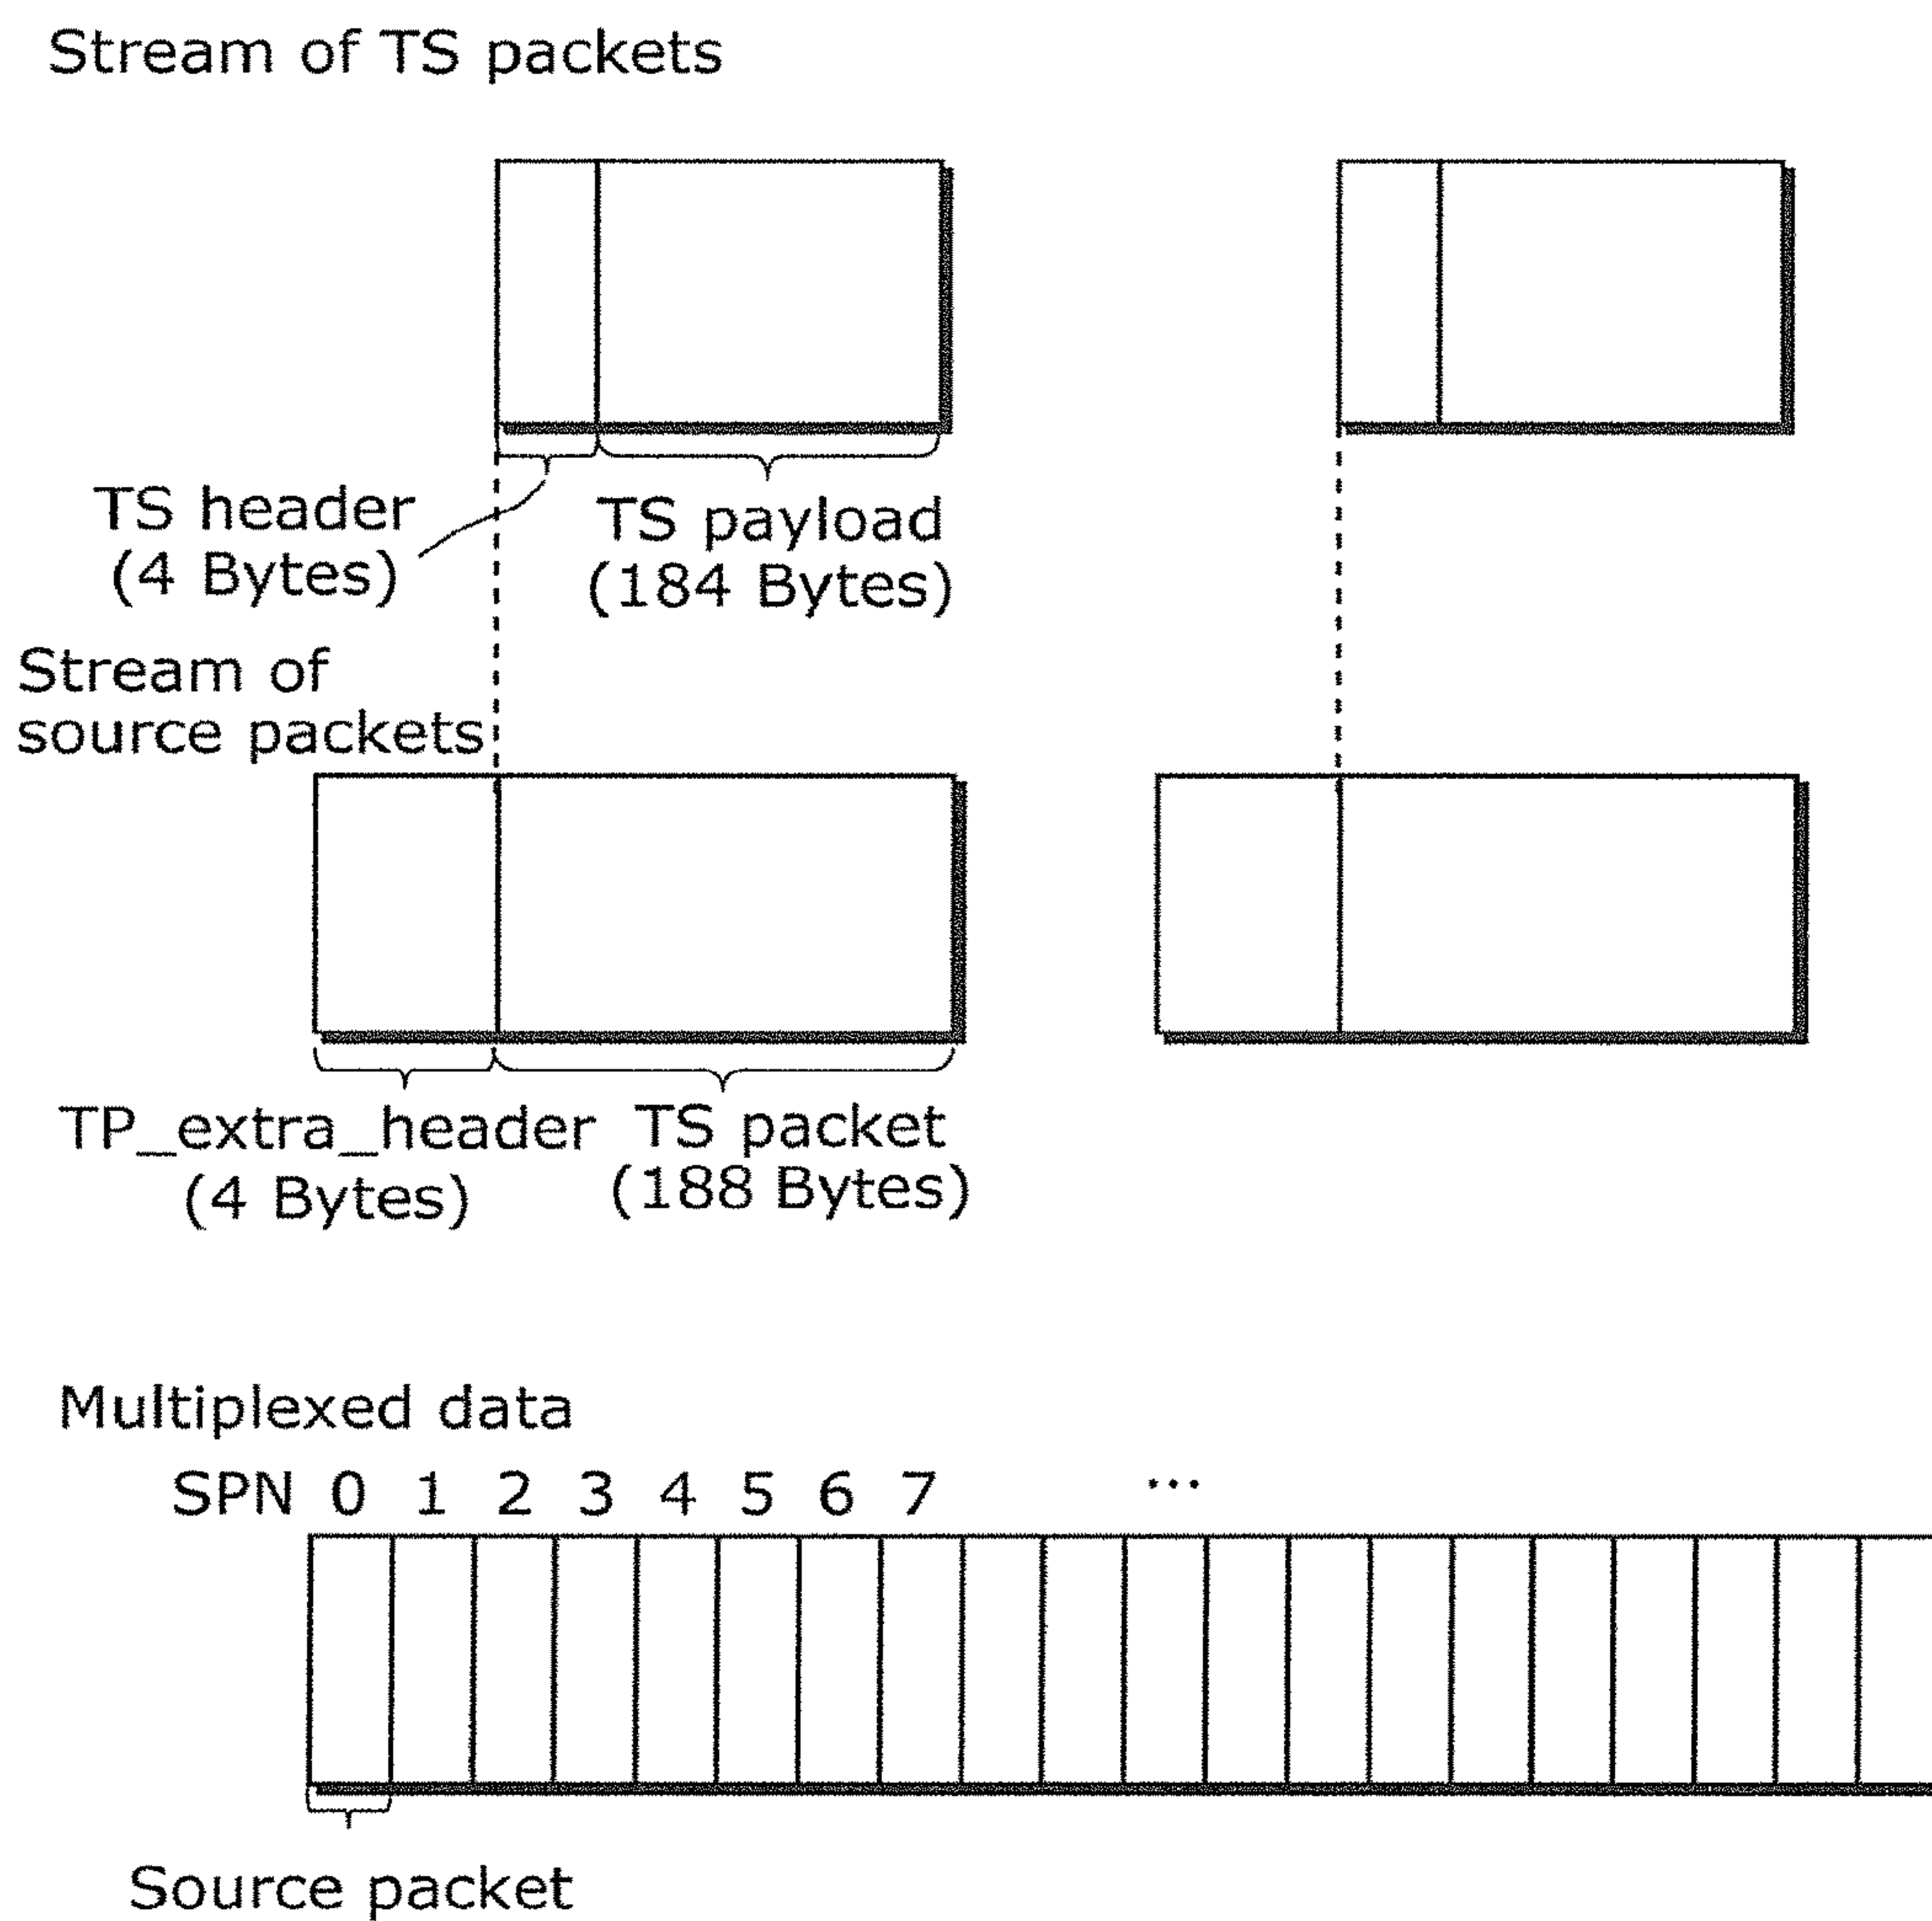 Stream of TS packets
TS header
(4 Bytes)
TS payload
(184 Bytes)
Stream of
source packets
TP_extra_header
(4 Bytes)
TS packet
(188 Bytes)
Multiplexed data
SPN 0 1 2 3 4 5 6 7 ...
Source packet